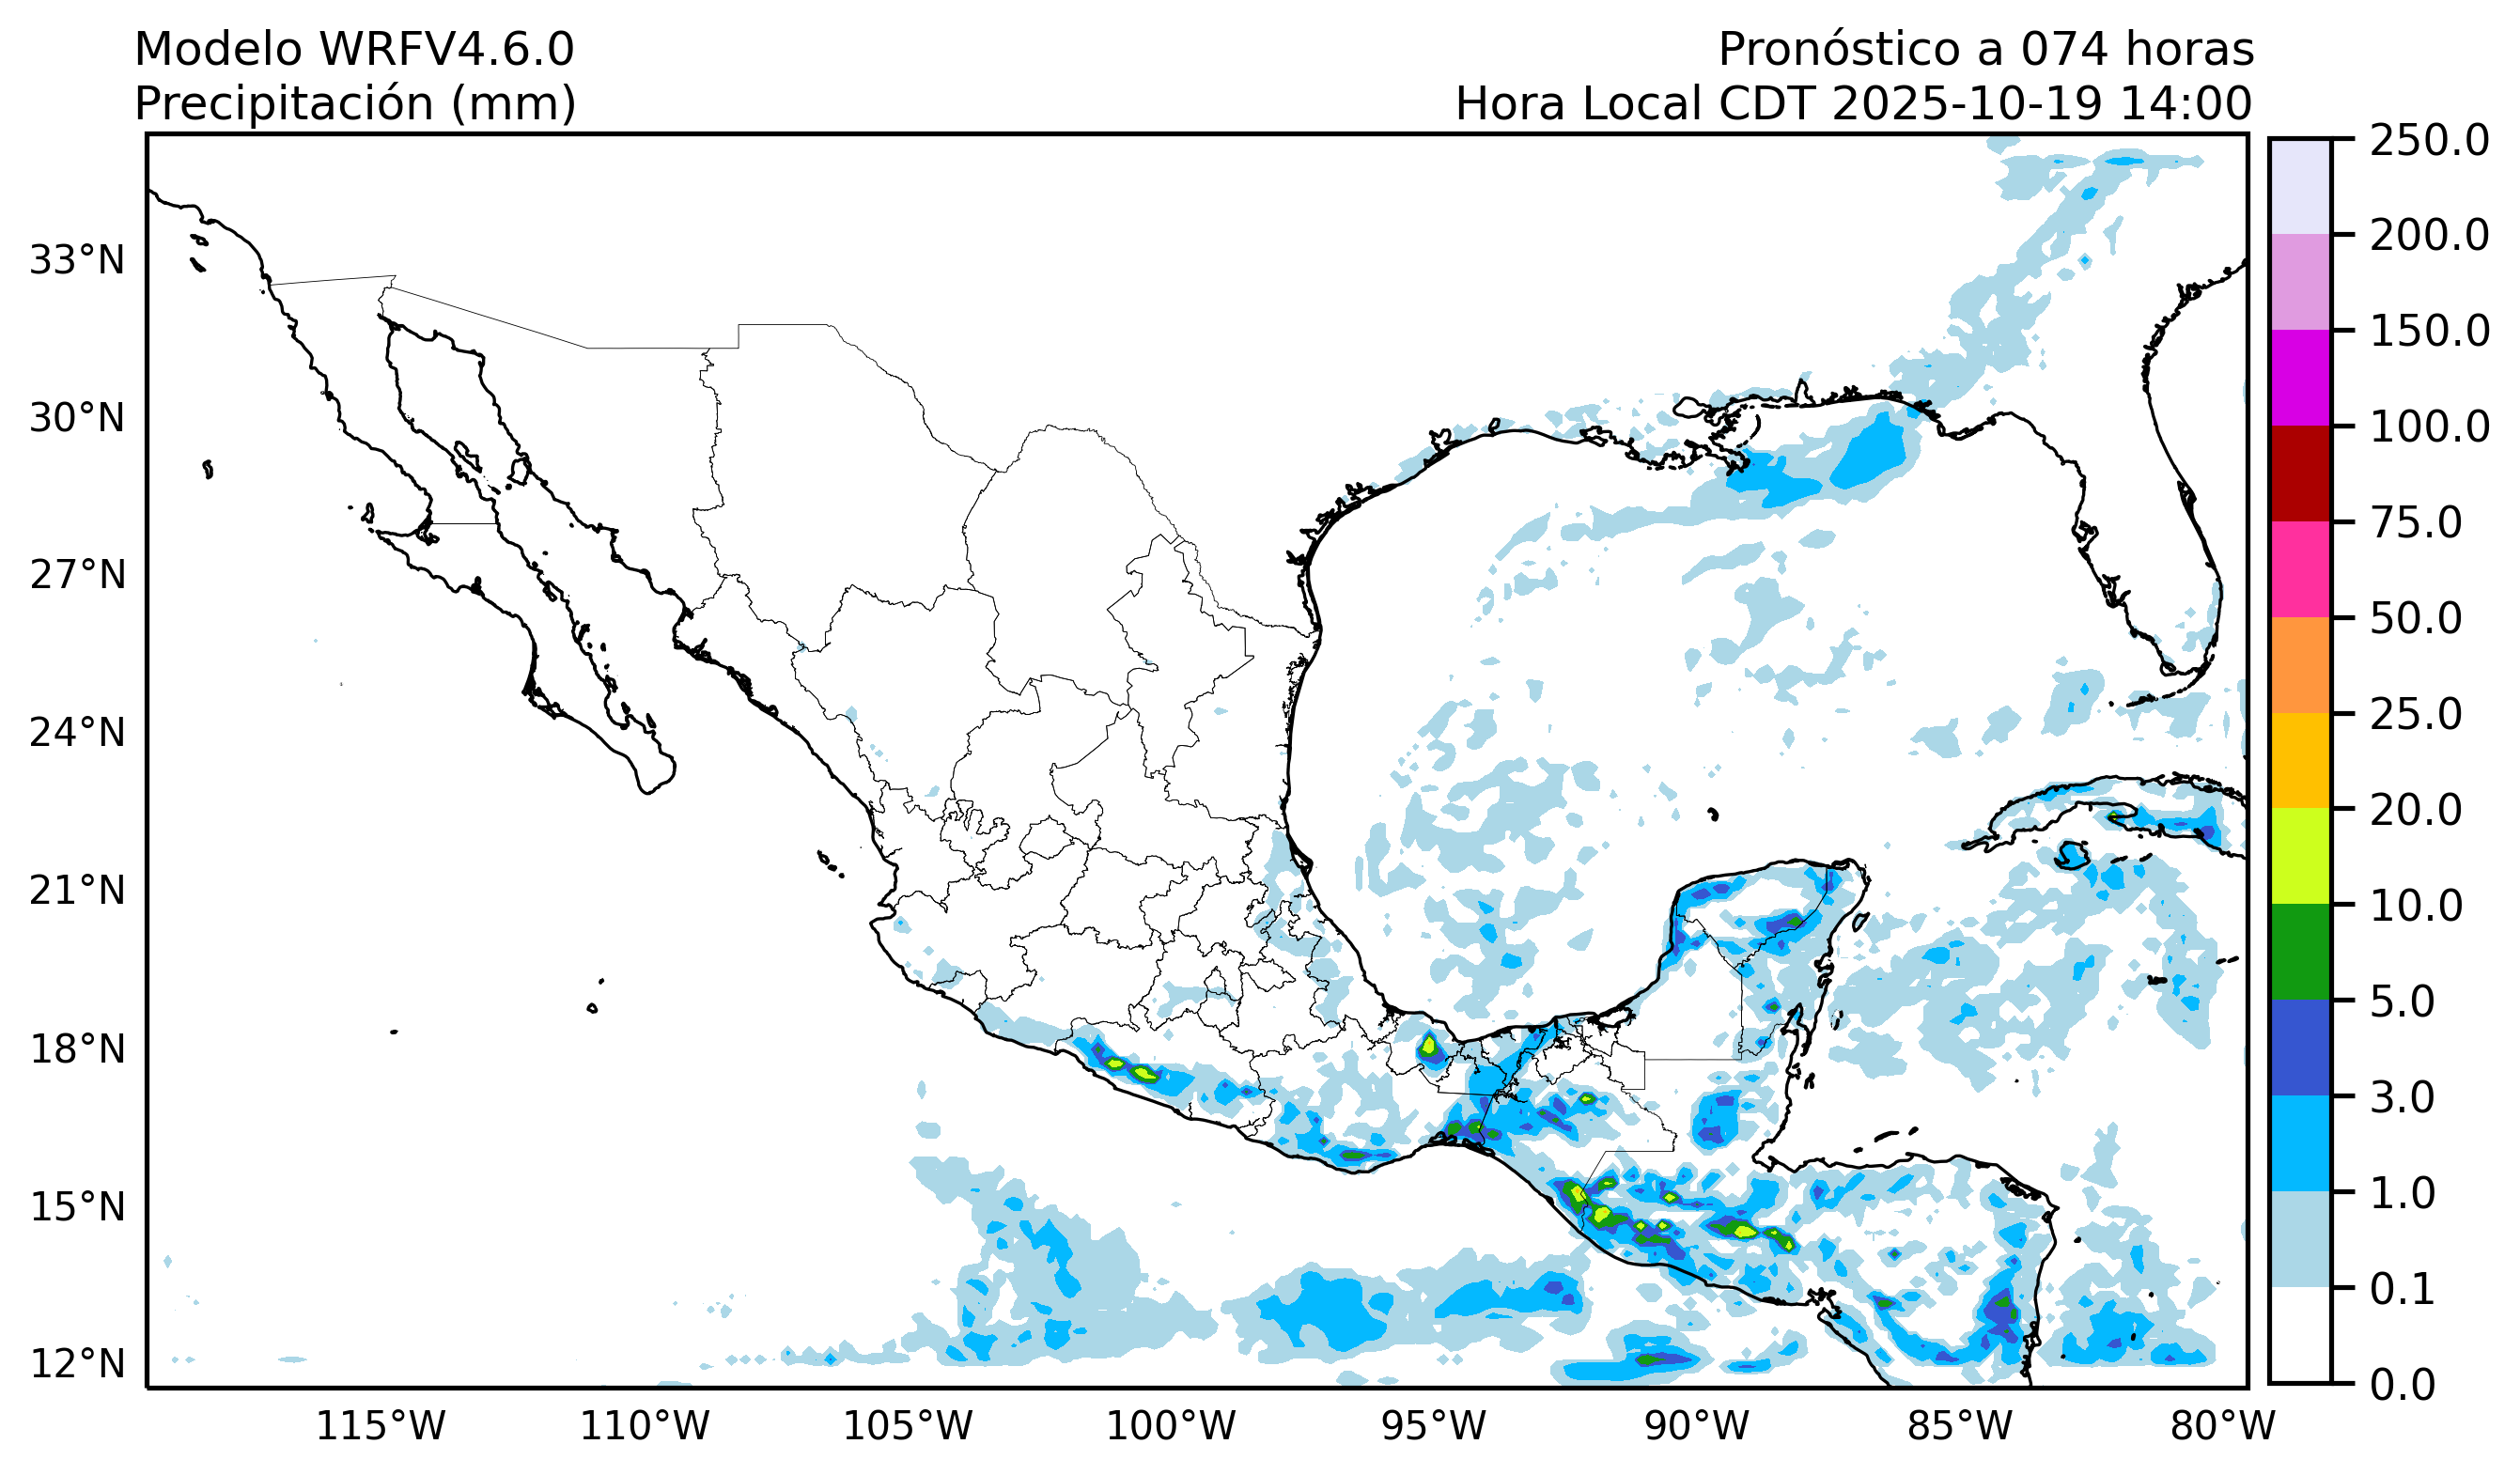 Modelo WRFV4.6.0
Precipitación (mm)
Pronóstico a 074 horas
Hora Local CDT 2025-10-19 14:00
33°N
30°N
27°N
24°N
21°N
18°N
15°N
12°N
115°W
110°W
105°W
100°W
95°W
90°W
85°W
80°W
250.0
200.0
150.0
100.0
75.0
50.0
25.0
20.0
10.0
5.0
3.0
1.0
0.1
0.0